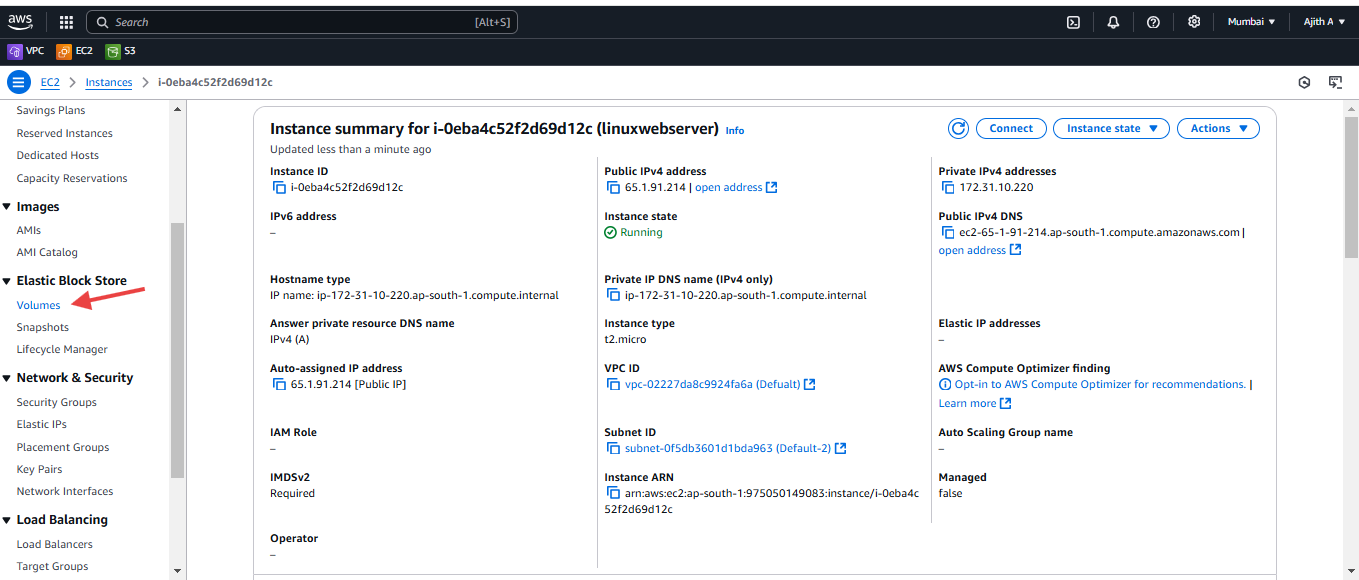 aws
Search [Alt+S]
Mumbai ▼
Ajith A ▼
VPC EC2 S3
EC2 > Instances > i-0eba4c52f2d69d12c
Savings Plans
Reserved Instances
Dedicated Hosts
Capacity Reservations
▼ Images
AMIs
AMI Catalog
▼ Elastic Block Store
Volumes
Snapshots
Lifecycle Manager
▼ Network & Security
Security Groups
Elastic IPs
Placement Groups
Key Pairs
Network Interfaces
▼ Load Balancing
Load Balancers
Target Groups
Instance summary for i-0eba4c52f2d69d12c (linuxwebserver) Info
Updated less than a minute ago
Connect
Instance state ▼
Actions ▼
Instance ID
i-0eba4c52f2d69d12c
Public IPv4 address
65.1.91.214 | open address
Private IPv4 addresses
172.31.10.220
IPv6 address
–
Instance state
Running
Public IPv4 DNS
ec2-65-1-91-214.ap-south-1.compute.amazonaws.com |
open address
Hostname type
IP name: ip-172-31-10-220.ap-south-1.compute.internal
Private IP DNS name (IPv4 only)
ip-172-31-10-220.ap-south-1.compute.internal
Answer private resource DNS name
IPv4 (A)
Instance type
t2.micro
Elastic IP addresses
–
Auto-assigned IP address
65.1.91.214 [Public IP]
VPC ID
vpc-02227da8c9924fa6a (Defualt)
AWS Compute Optimizer finding
Opt-in to AWS Compute Optimizer for recommendations. |
Learn more
IAM Role
–
Subnet ID
subnet-0f5db3601d1bda963 (Default-2)
Auto Scaling Group name
–
IMDSv2
Required
Instance ARN
arn:aws:ec2:ap-south-1:975050149083:instance/i-0eba4c
52f2d69d12c
Managed
false
Operator
–